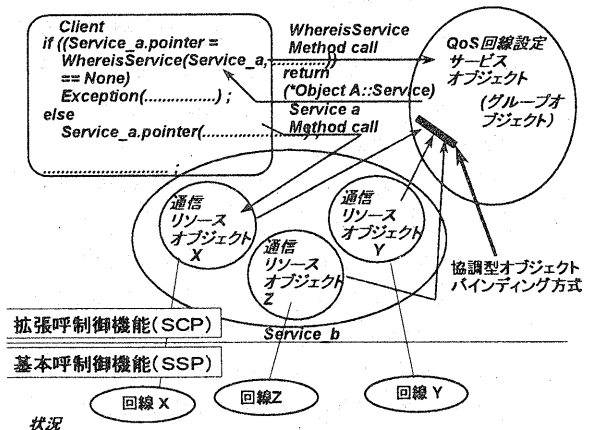 Client
if ((Service_a.pointer =
WhereisService(Service_a, ............))
== None)
Exception(...............) ;
else
Service_a.pointer(......................) ;
............................. ;
WhereisService
Method call
return
(*Object A::Service)
Service a
Method call
QoS回線設定
サービス
オブジェクト
(グループオ
ブジェクト)
通信
リソース
オブジェクト
X
通信
リソース
オブジェクト
Y
通信
リソース
オブジェクト
Z
協調型オブジェクト
バインディング方式
拡張呼制御機能(SCP)
Service_b
基本呼制御機能(SSP)
回線 X
回線Z
回線 Y
状況